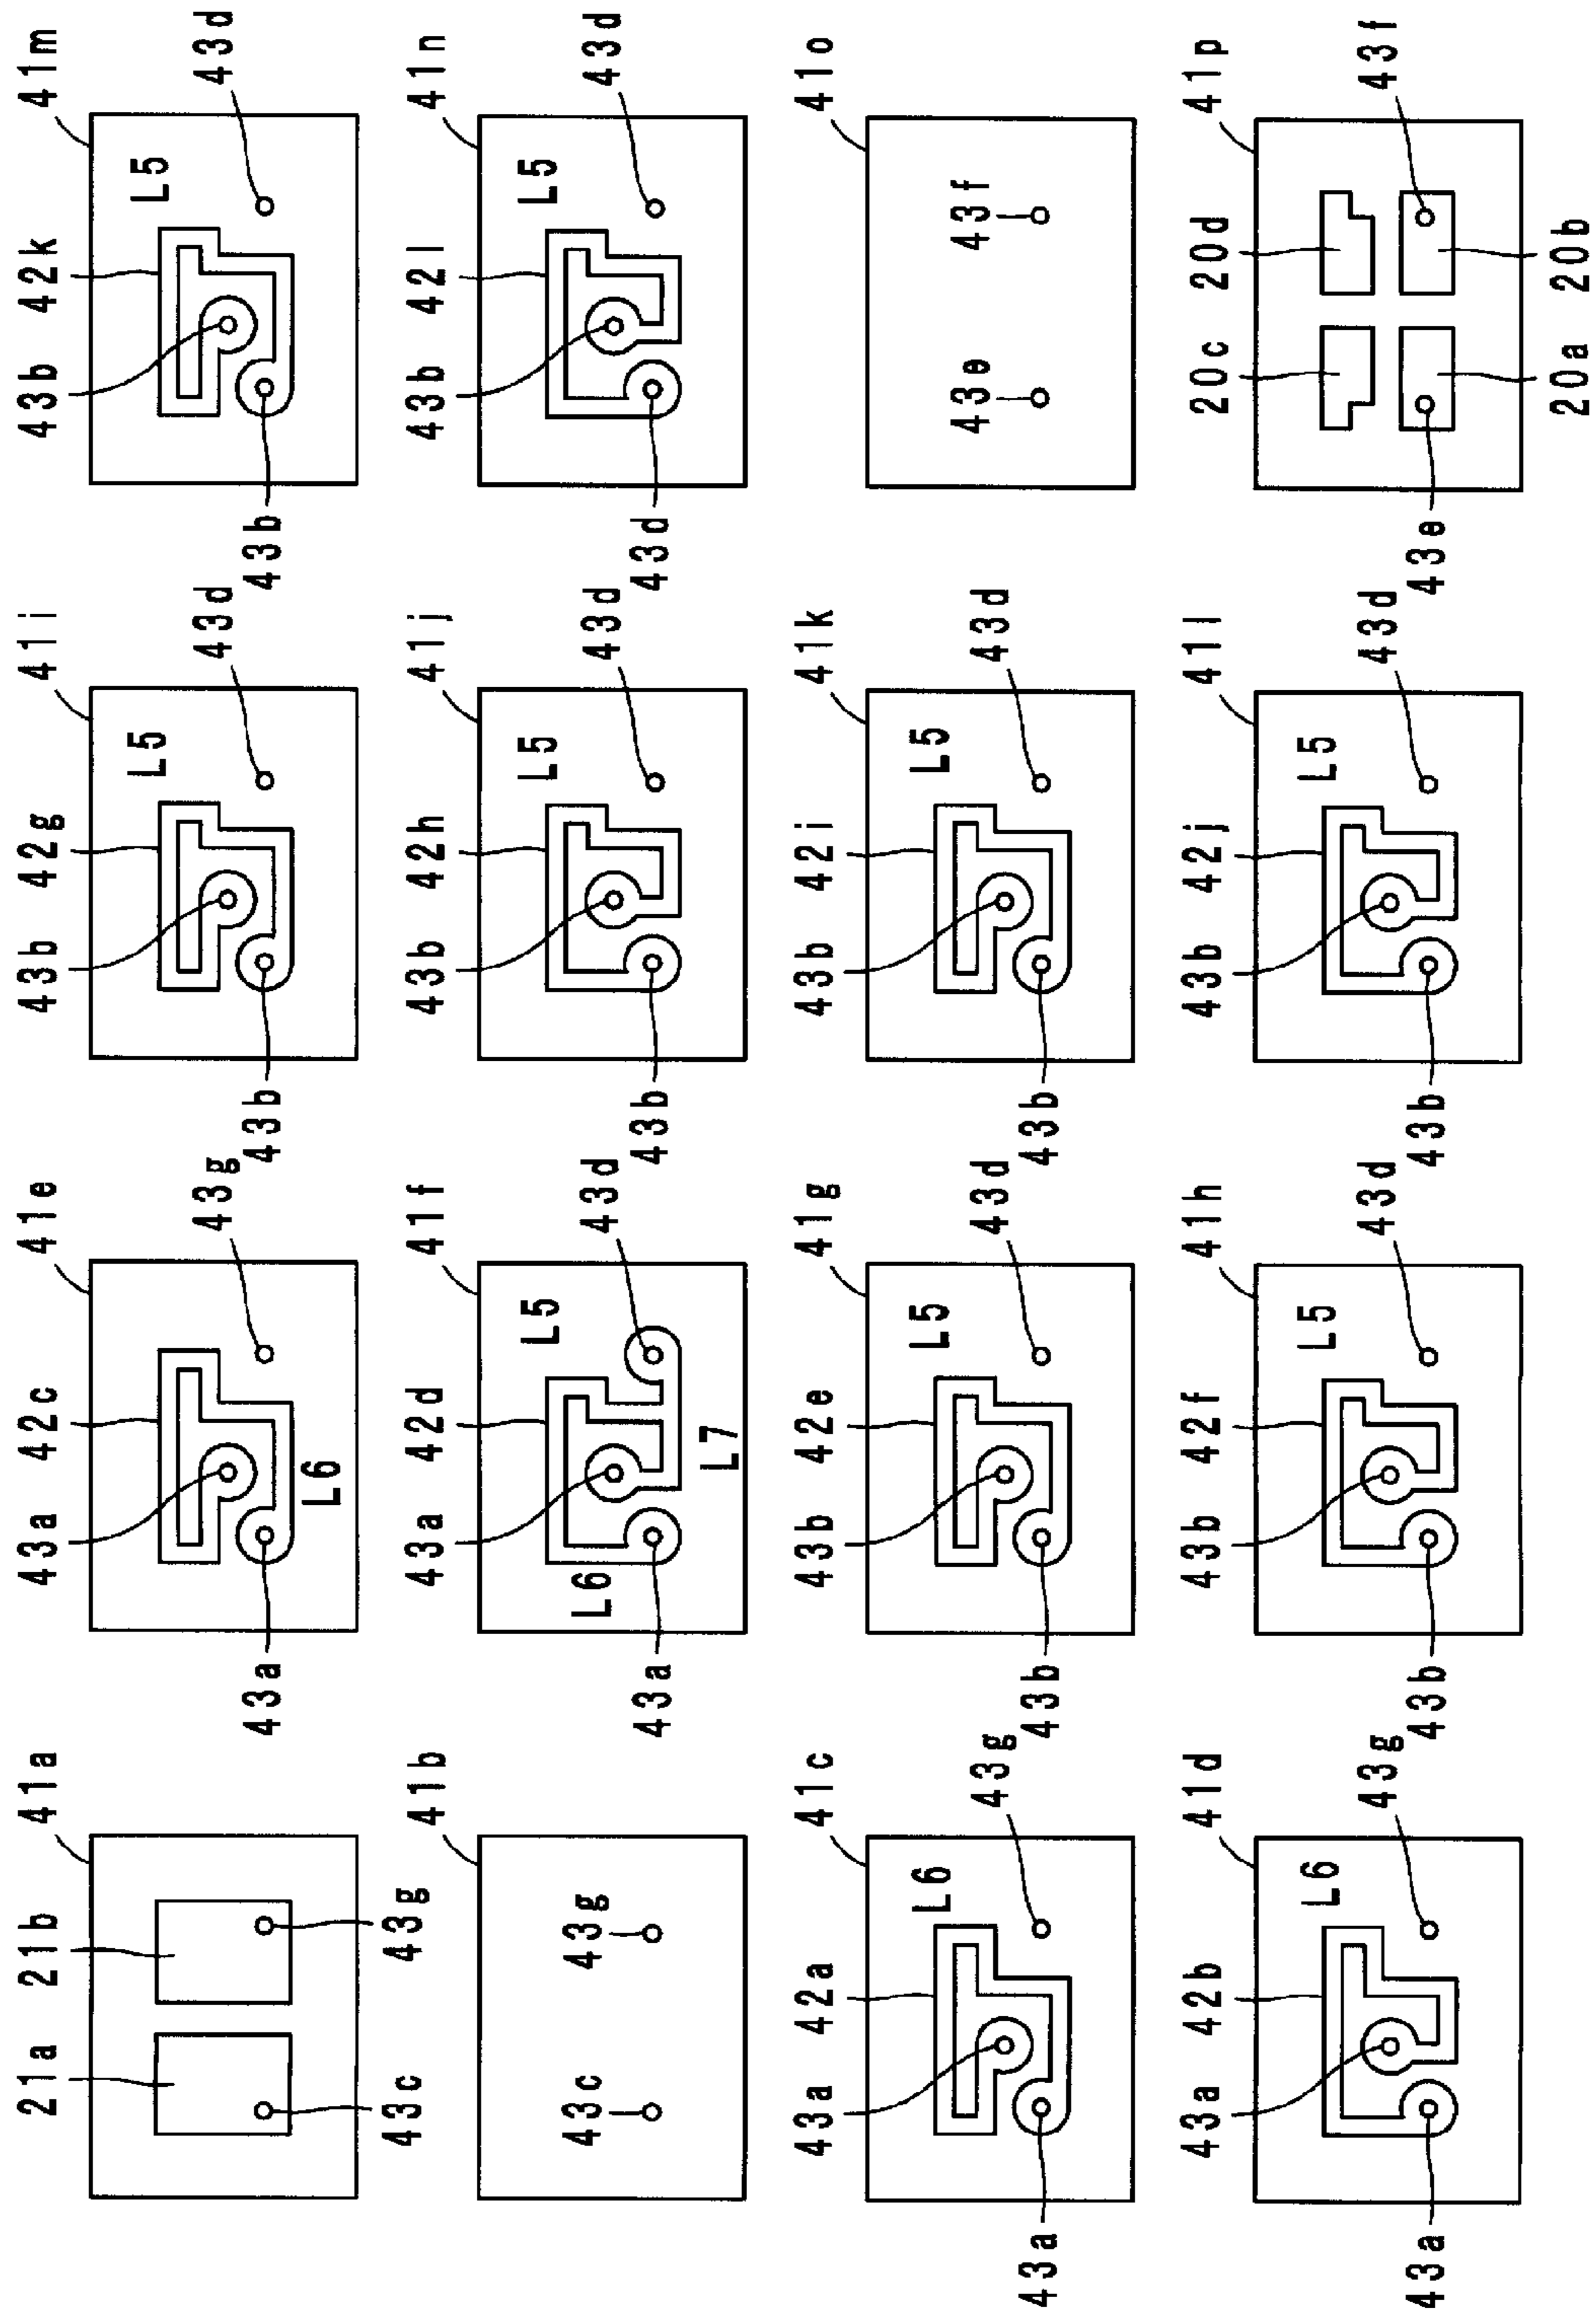 21a 21b 41a
43c 43g
41b
43c 43g
43a 42a 41c
L6
43g
43a
43a 42b 41d
L6
43g
43a
43a 42c 41e
43g
43a
L6
43a 42d 41f
L5
L6
43d
43a
L7
43b 42e 41g
L5
43d
43b
43b 42f 41h
L5
43d
43b
43b 42g 41i
L5
43d
43b
43b 42h 41j
L5
43d
43b
43b 42i 41k
L5
43d
43b
43b 42j 41l
L5
43d
43b
43b 42k 41m
L5
43d
43b
43b 42l 41n
L5
43d
43d
41o
43e 43f
20c 20d 41p
43f
43e
20a 20b